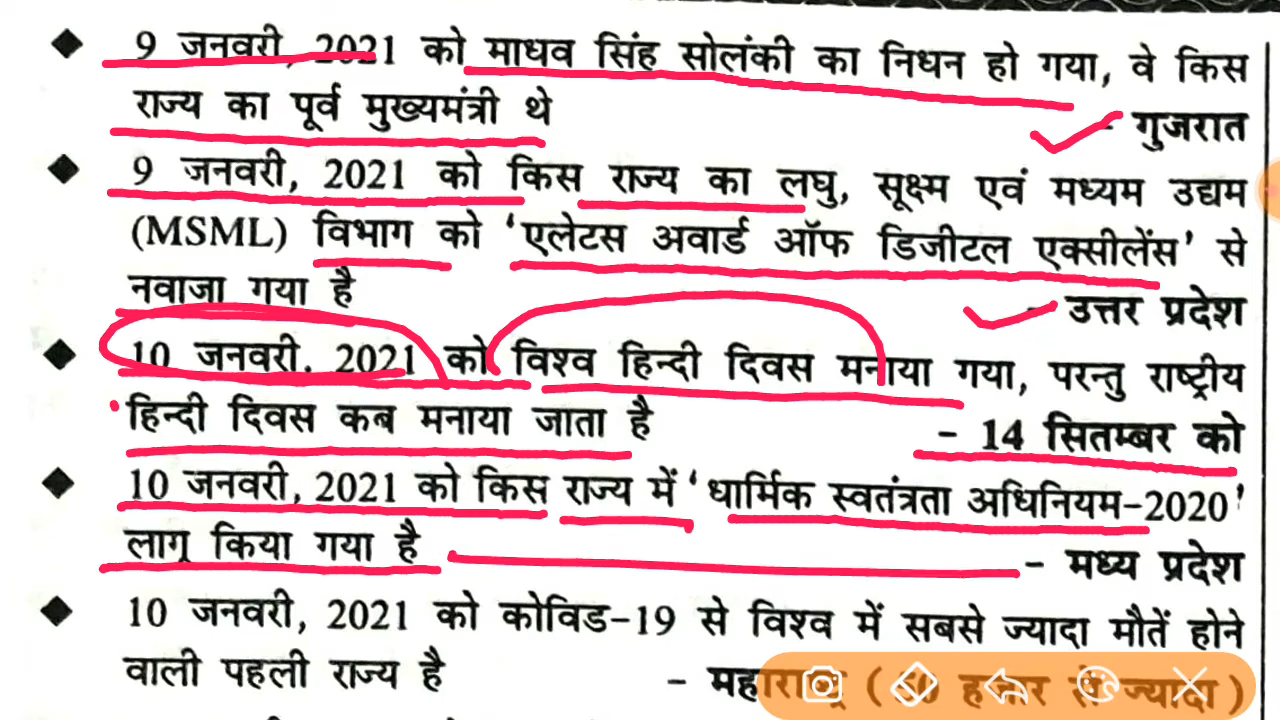 ◆ 9 जनवरी, 2021 को माधव सिंह सोलंकी का निधन हो गया, वे किस
राज्य का पूर्व मुख्यमंत्री थे - गुजरात
◆ 9 जनवरी, 2021 को किस राज्य का लघु, सूक्ष्म एवं मध्यम उद्यम
(MSML) विभाग को ‘एलेटस अवार्ड ऑफ डिजीटल एक्सीलेंस’ से
नवाजा गया है - उत्तर प्रदेश
◆ 10 जनवरी. 2021 को विश्व हिन्दी दिवस मनाया गया, परन्तु राष्ट्रीय
हिन्दी दिवस कब मनाया जाता है - 14 सितम्बर को
◆ 10 जनवरी, 2021 को किस राज्य में ‘धार्मिक स्वतंत्रता अधिनियम-2020’
लागू किया गया है - मध्य प्रदेश
◆ 10 जनवरी, 2021 को कोविड-19 से विश्व में सबसे ज्यादा मौतें होने
वाली पहली राज्य है - महाराष्ट्र ( 50 हजार से ज्यादा )